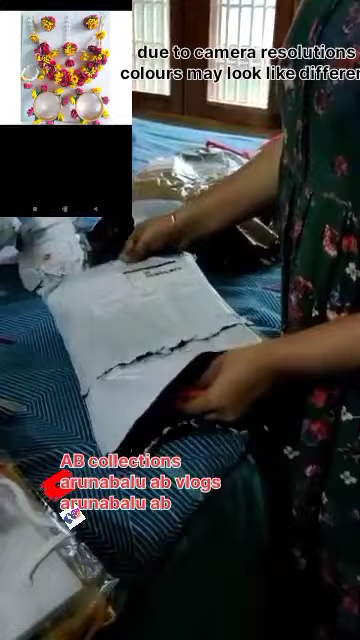 due to camera resolutions
colours may look like differen
AB collections
arunabalu ab vlogs
arunabalu ab